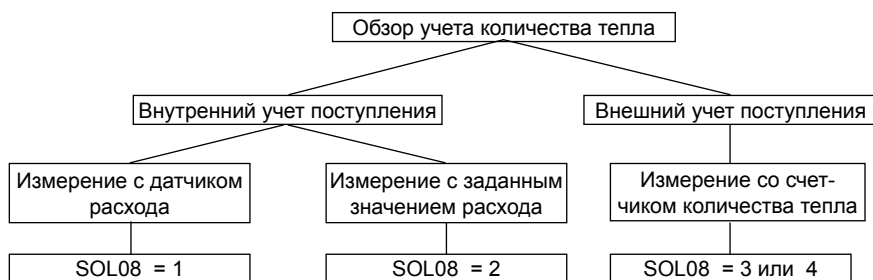 Обзор учета количества тепла
Внутренний учет поступления
Внешний учет поступления
Измерение с датчиком
расхода
Измерение с заданным
значением расхода
Измерение со счет-
чиком количества тепла
SOL08 = 1
SOL08 = 2
SOL08 = 3 или 4